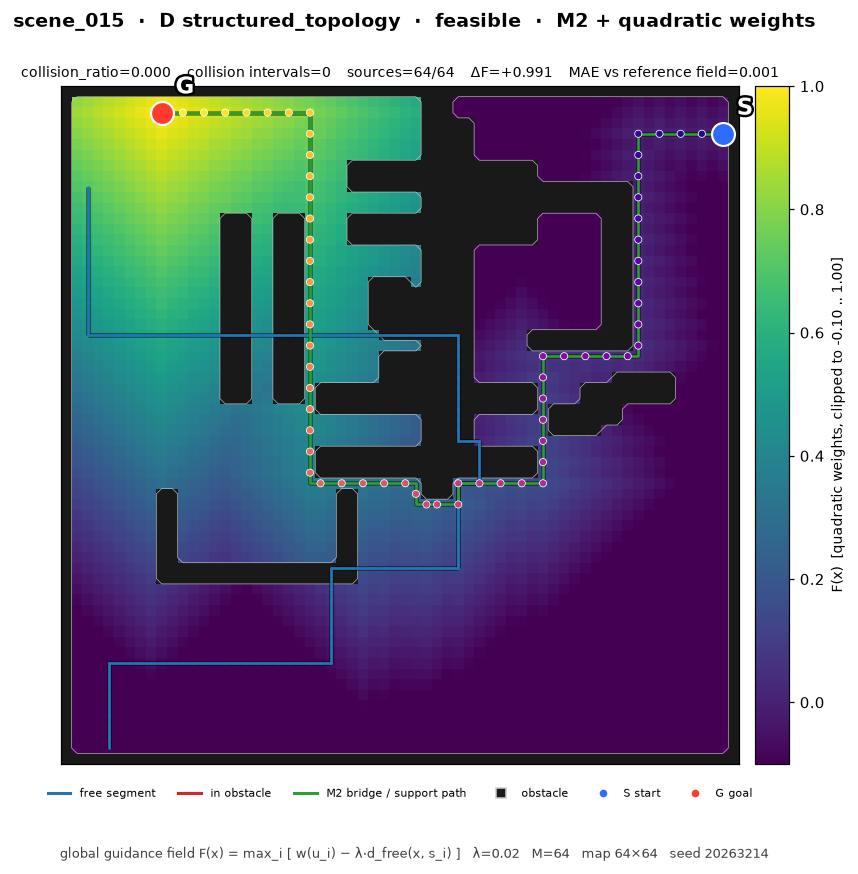 scene_015 · D structured_topology · feasible · M2 + quadratic weights
collision_ratio=0.000 collision intervals=0 sources=64/64 ΔF=+0.991 MAE vs reference field=0.001
G
S
1.0
0.8
0.6
0.4
0.2
0.0
F(x) [quadratic weights, clipped to -0.10 .. 1.00]
free segment
in obstacle
M2 bridge / support path
obstacle
S start
G goal
global guidance field F(x) = max_i [ w(u_i) − λ·d_free(x, s_i) ] λ=0.02 M=64 map 64×64 seed 20263214